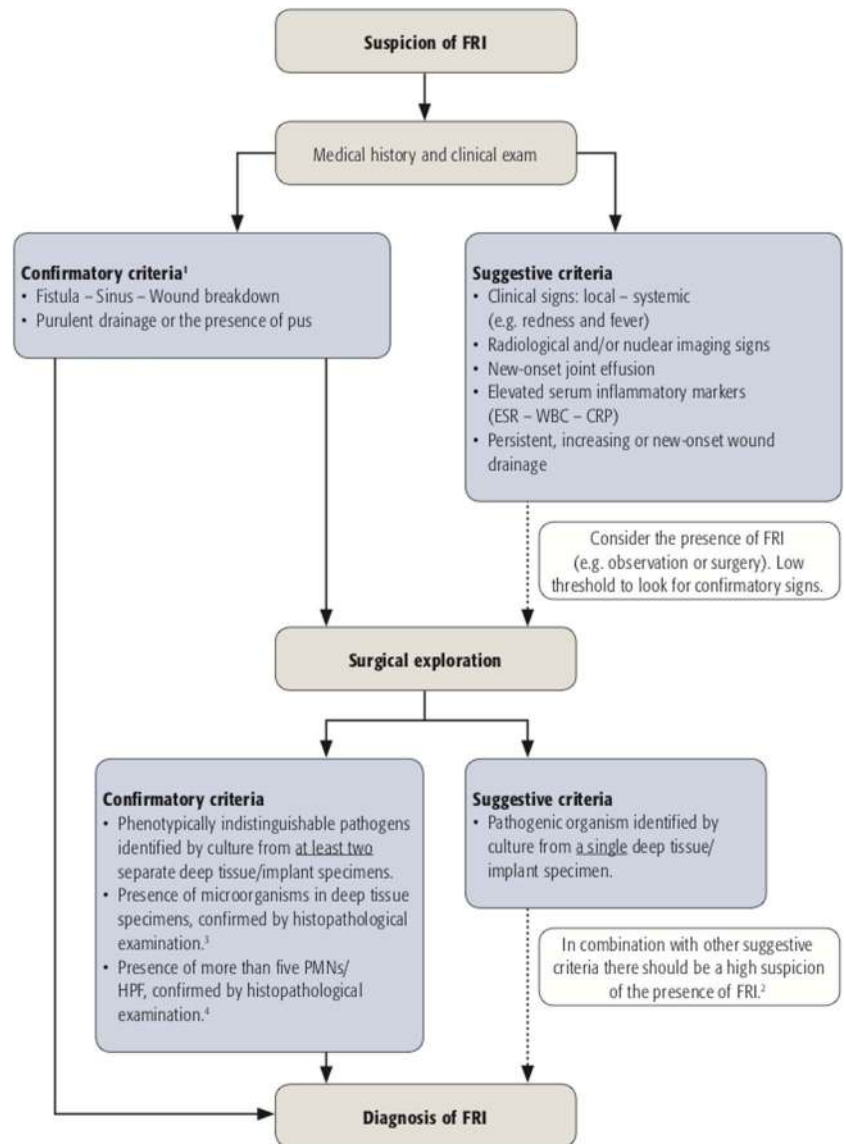 Suspicion of FRI
Medical history and clinical exam
Confirmatory criteria¹
• Fistula – Sinus – Wound breakdown
• Purulent drainage or the presence of pus
Suggestive criteria
• Clinical signs: local – systemic
(e.g. redness and fever)
• Radiological and/or nuclear imaging signs
• New-onset joint effusion
• Elevated serum inflammatory markers
(ESR – WBC – CRP)
• Persistent, increasing or new-onset wound
drainage
Consider the presence of FRI
(e.g. observation or surgery). Low
threshold to look for confirmatory signs.
Surgical exploration
Confirmatory criteria
• Phenotypically indistinguishable pathogens
identified by culture from at least two
separate deep tissue/implant specimens.
• Presence of microorganisms in deep tissue
specimens, confirmed by histopathological
examination.³
• Presence of more than five PMNs/
HPF, confirmed by histopathological
examination.⁴
Suggestive criteria
• Pathogenic organism identified by
culture from a single deep tissue/
implant specimen.
In combination with other suggestive
criteria there should be a high suspicion
of the presence of FRI.²
Diagnosis of FRI